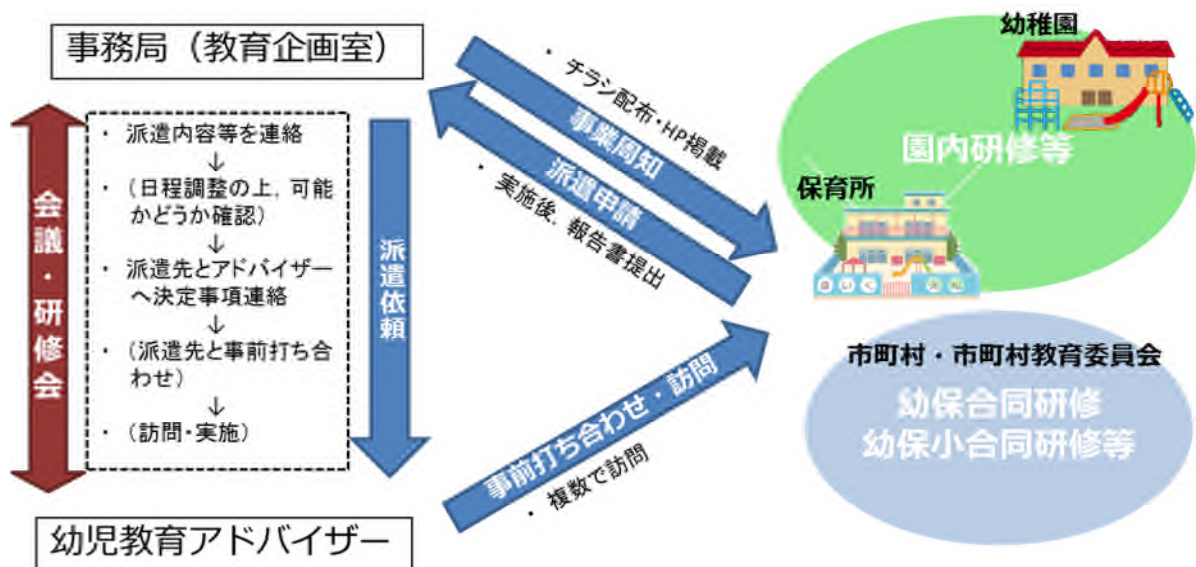 事務局（教育企画室）
会議・研修会
・ 派遣内容等を連絡
↓
・ (日程調整の上，可能
かどうか確認)
↓
・ 派遣先とアドバイザー
へ決定事項連絡
↓
・ (派遣先と事前打ち合
わせ)
↓
・ (訪問・実施)
派遣依頼
幼児教育アドバイザー
・ チラシ配布・HP掲載
事業周知
派遣申請
・ 実施後，報告書提出
事前打ち合わせ・訪問
・ 複数で訪問
幼稚園
園内研修等
保育所
ほいく
市町村・市町村教育委員会
幼保合同研修
幼保小合同研修等